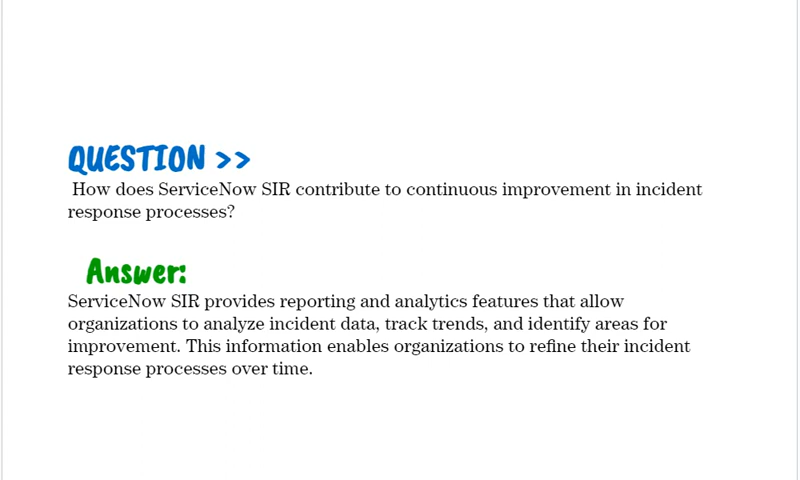 QUESTION >>
How does ServiceNow SIR contribute to continuous improvement in incident
response processes?
Answer:
ServiceNow SIR provides reporting and analytics features that allow
organizations to analyze incident data, track trends, and identify areas for
improvement. This information enables organizations to refine their incident
response processes over time.